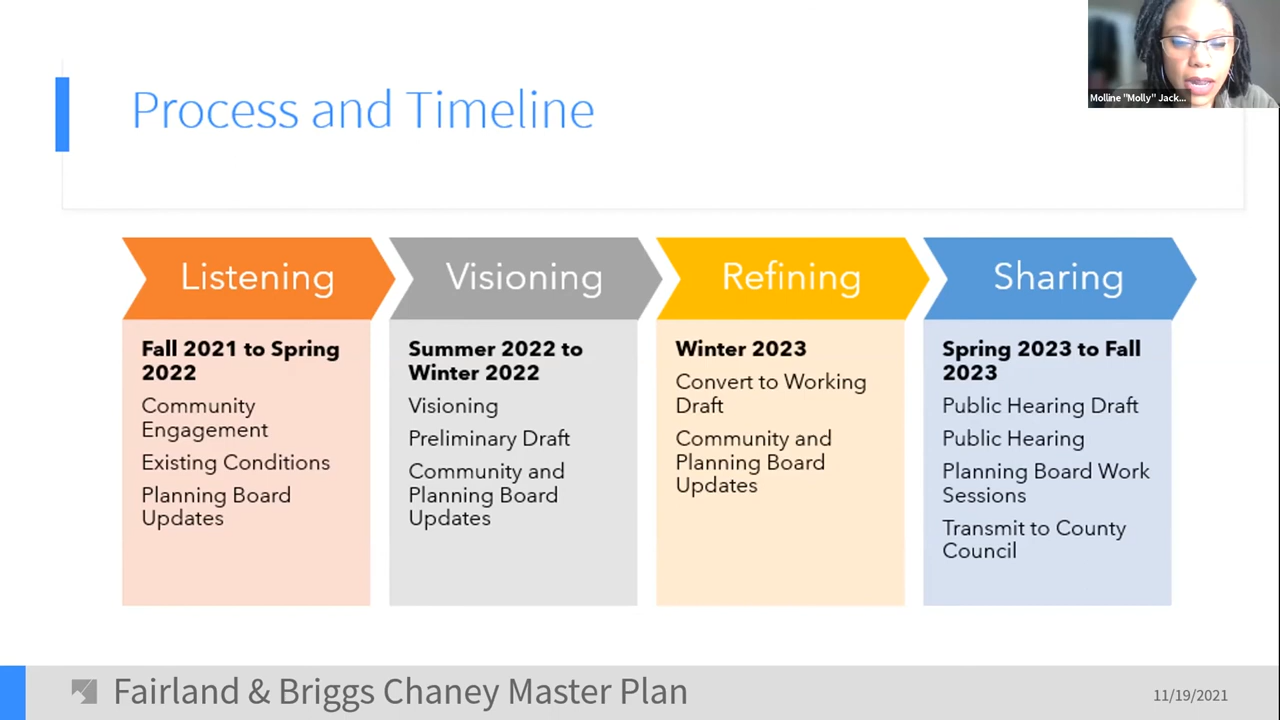 Process and Timeline
Molline "Molly" Jack...
Listening
Fall 2021 to Spring
2022
Community
Engagement
Existing Conditions
Planning Board
Updates
Visioning
Summer 2022 to
Winter 2022
Visioning
Preliminary Draft
Community and
Planning Board
Updates
Refining
Winter 2023
Convert to Working
Draft
Community and
Planning Board
Updates
Sharing
Spring 2023 to Fall
2023
Public Hearing Draft
Public Hearing
Planning Board Work
Sessions
Transmit to County
Council
Fairland & Briggs Chaney Master Plan
11/19/2021